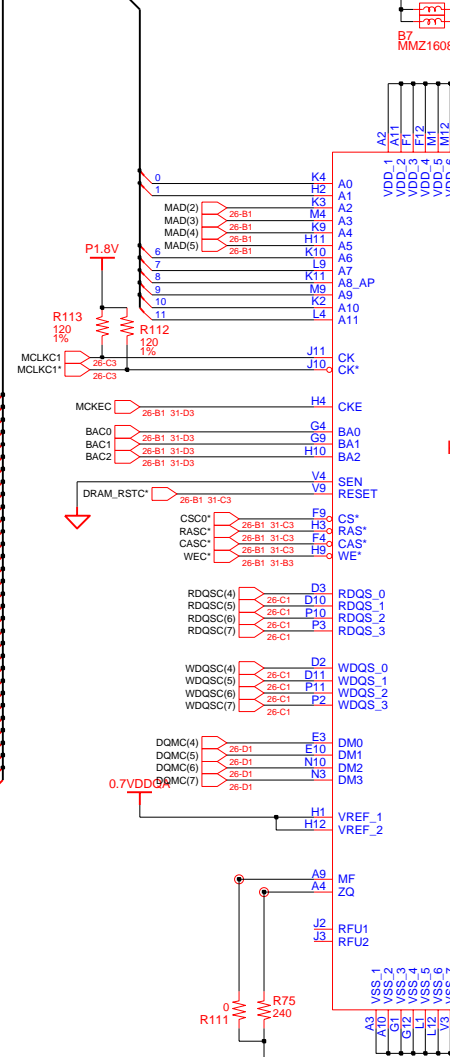 B7
MMZ1608
A2
A11
F1
F12
M1
M12
VDD_1
VDD_2
VDD_3
VDD_4
VDD_5
VDD_6
0 K4 A0
1 H2 A1
MAD(2) K3 A2
26-B1
MAD(3) M4 A3
26-B1
MAD(4) K9 A4
26-B1
MAD(5) H11 A5
26-B1
6 K10 A6
7 L9 A7
8 K11 A8_AP
9 M9 A9
10 K2 A10
11 L4 A11
P1.8V
R113
120
1%
R112
120
1%
MCLKC1 J11 CK
26-C3
MCLKC1* J10 CK*
26-C3
MCKEC H4 CKE
26-B1 31-D3
BAC0 G4 BA0
26-B1 31-D3
BAC1 G9 BA1
26-B1 31-D3
BAC2 H10 BA2
26-B1 31-D3
V4 SEN
DRAM_RSTC* V9 RESET
26-B1 31-C3
CSC0* F9 CS*
26-B1 31-C3
RASC* H3 RAS*
26-B1 31-C3
CASC* F4 CAS*
26-B1 31-C3
WEC* H9 WE*
26-B1 31-B3
RDQSC(4) D3 RDQS_0
26-C1
RDQSC(5) D10 RDQS_1
26-C1
RDQSC(6) P10 RDQS_2
26-C1
RDQSC(7) P3 RDQS_3
26-C1
WDQSC(4) D2 WDQS_0
26-C1
WDQSC(5) D11 WDQS_1
26-C1
WDQSC(6) P11 WDQS_2
26-C1
WDQSC(7) P2 WDQS_3
26-C1
DQMC(4) E3 DM0
26-D1
DQMC(5) E10 DM1
26-D1
DQMC(6) N10 DM2
26-D1
DQMC(7) N3 DM3
26-D1
0.7VDDQA
H1 VREF_1
H12 VREF_2
A9 MF
A4 ZQ
J2 RFU1
J3 RFU2
0
R111
R75
240
VSS_1
VSS_2
VSS_3
VSS_4
VSS_5
VSS_6
A3
A10
G1
G12
L1
L12
V3